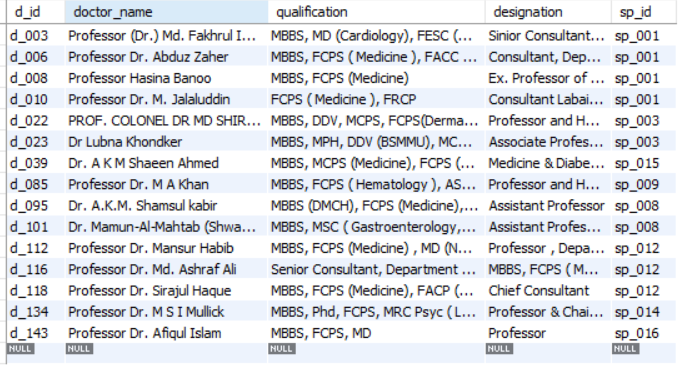 d_id doctor_name qualification designation sp_id
d_003 Professor (Dr.) Md. Fakhrul I... MBBS, MD (Cardiology), FESC (... Sinior Consultant... sp_001
d_006 Professor Dr. Abduz Zaher MBBS, FCPS ( Medicine ), FACC ... Consultant, Dep... sp_001
d_008 Professor Hasina Banoo MBBS, FCPS (Medicine) Ex. Professor of ... sp_001
d_010 Professor Dr. M. Jalaluddin FCPS ( Medicine ), FRCP Consultant Labai... sp_001
d_022 PROF. COLONEL DR MD SHIR... MBBS, DDV, MCPS, FCPS(Derma... Professor and H... sp_003
d_023 Dr Lubna Khondker MBBS, MPH, DDV (BSMMU), MC... Associate Profes... sp_003
d_039 Dr. A K M Shaeen Ahmed MBBS, MCPS (Medicine), FCPS (... Medicine & Diabe... sp_015
d_085 Professor Dr. M A Khan MBBS, FCPS ( Hematology ), AS... Professor and H... sp_009
d_095 Dr. A.K.M. Shamsul kabir MBBS (DMCH), FCPS (Medicine),... Assistant Professor sp_008
d_101 Dr. Mamun-Al-Mahtab (Shwa... MBBS, MSC ( Gastroenterology,... Assistant Profes... sp_008
d_112 Professor Dr. Mansur Habib MBBS, FCPS (Medicine) , MD (N... Professor , Depa... sp_012
d_116 Professor Dr. Md. Ashraf Ali Senior Consultant, Department ... MBBS, FCPS ( M... sp_012
d_118 Professor Dr. Sirajul Haque MBBS, FCPS (Medicine), FACP (... Chief Consultant sp_012
d_134 Professor Dr. M S I Mullick MBBS, Phd, FCPS, MRC Psyc ( L... Professor & Chai... sp_014
d_143 Professor Dr. Afiqul Islam MBBS, FCPS, MD Professor sp_016
NULL NULL NULL NULL NULL